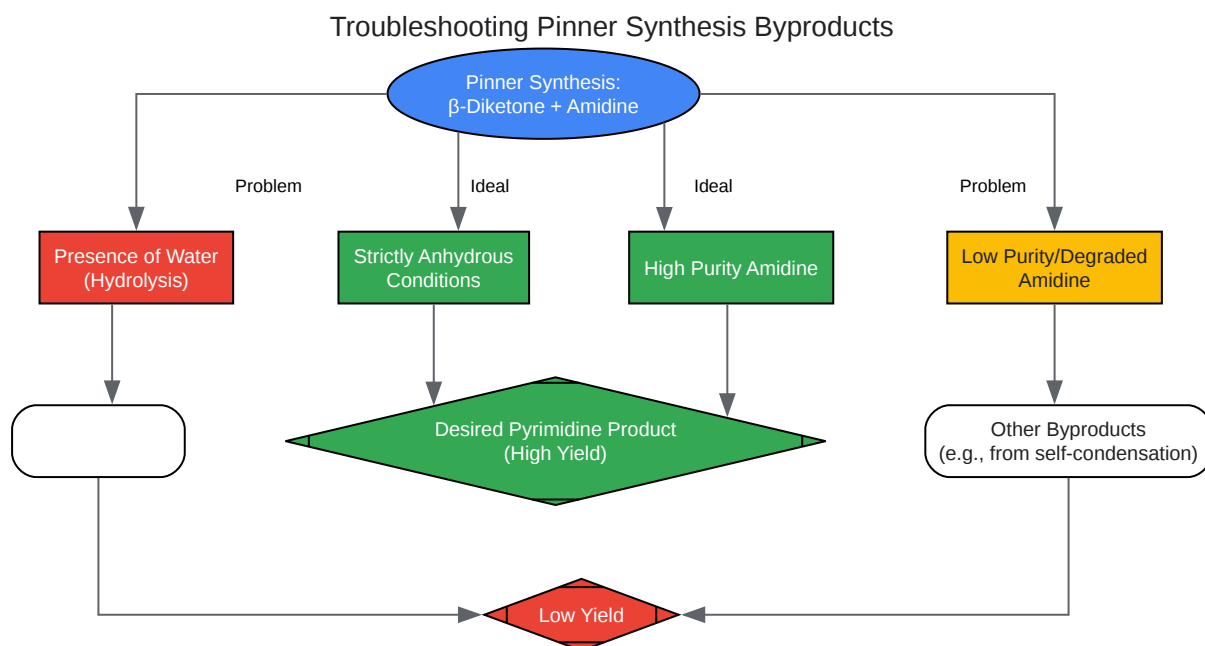 Troubleshooting Pinner Synthesis Byproducts
Pinner Synthesis:
β-Diketone + Amidine
Problem
Ideal
Ideal
Problem
Presence of Water
(Hydrolysis)
Strictly Anhydrous
Conditions
High Purity Amidine
Low Purity/Degraded
Amidine
Desired Pyrimidine Product
(High Yield)
Other Byproducts
(e.g., from self-condensation)
Low Yield